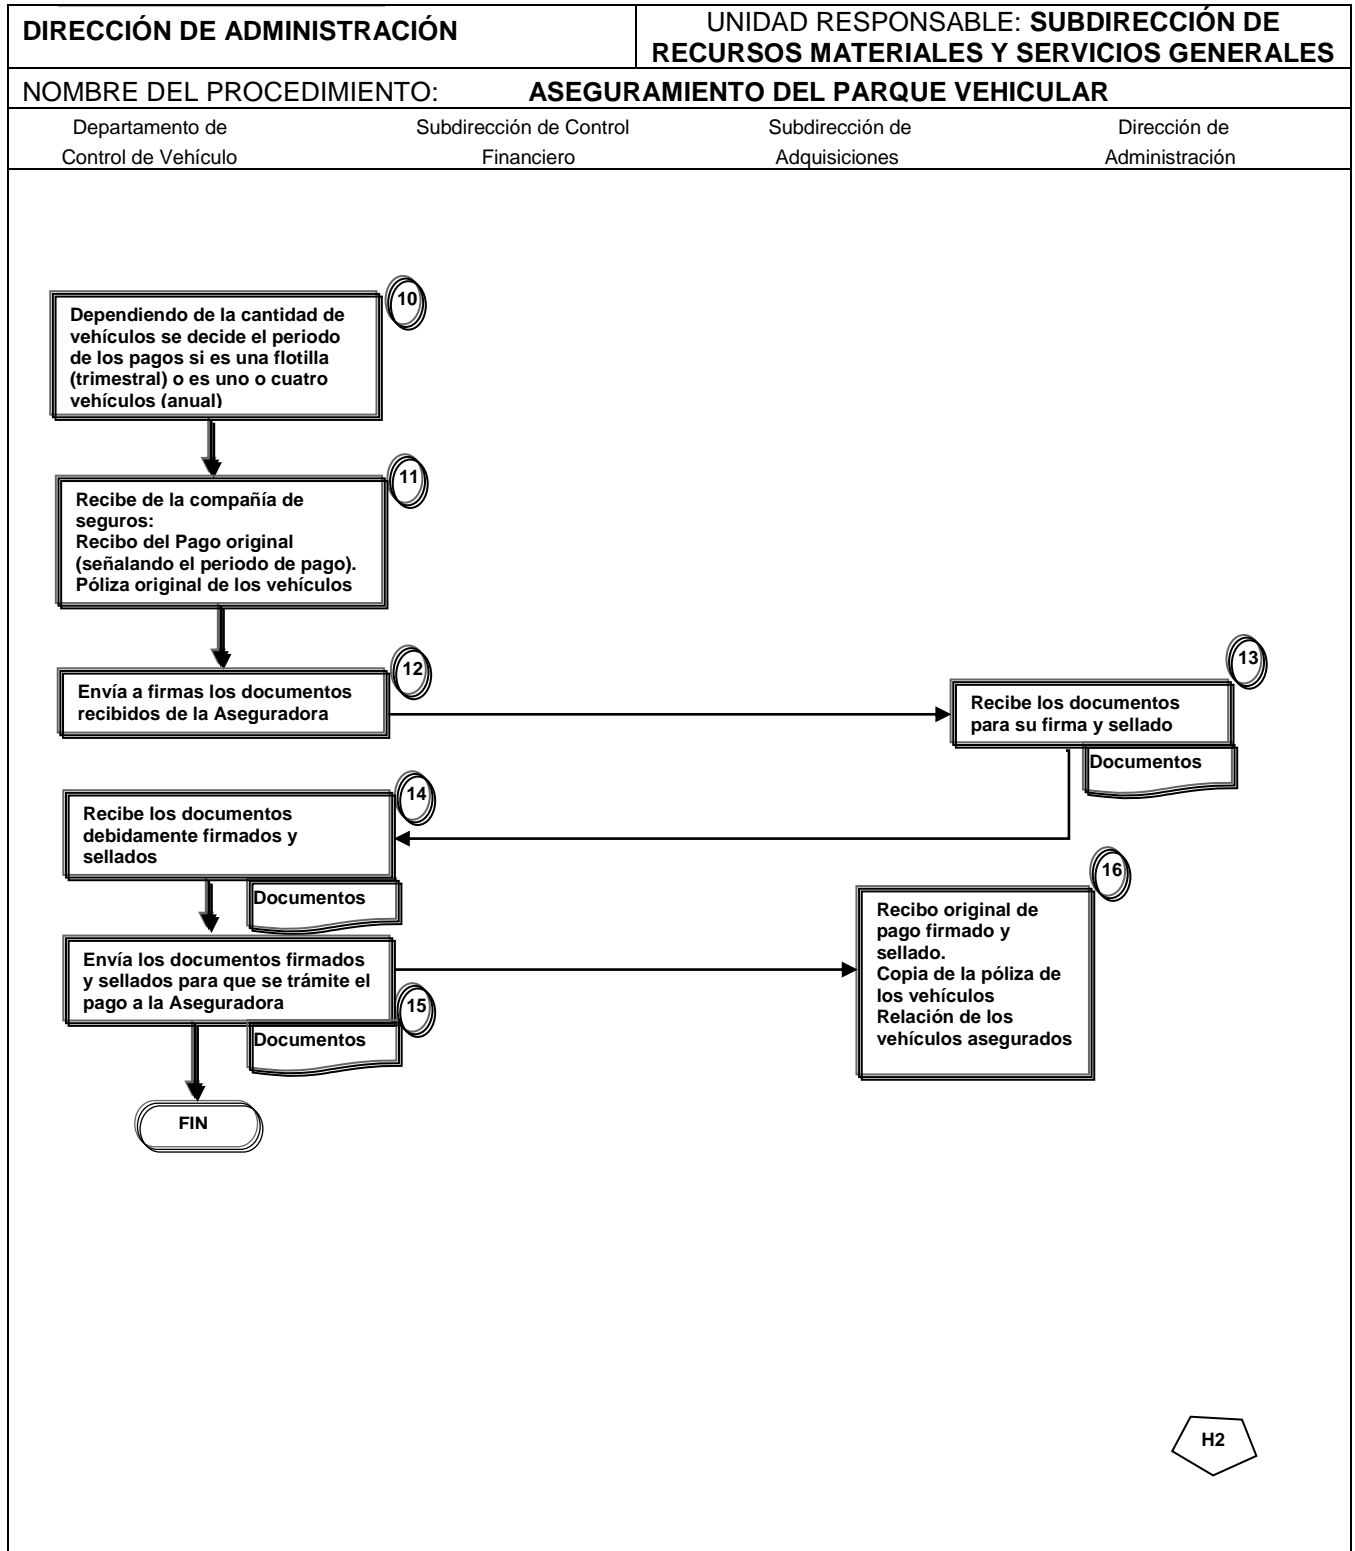 DIRECCIÓN DE ADMINISTRACIÓN
UNIDAD RESPONSABLE: SUBDIRECCIÓN DE
RECURSOS MATERIALES Y SERVICIOS GENERALES
NOMBRE DEL PROCEDIMIENTO: ASEGURAMIENTO DEL PARQUE VEHICULAR
Departamento de
Control de Vehículo
Subdirección de Control
Financiero
Subdirección de
Adquisiciones
Dirección de
Administración
10
Dependiendo de la cantidad de
vehículos se decide el periodo
de los pagos si es una flotilla
(trimestral) o es uno o cuatro
vehículos (anual)
11
Recibe de la compañía de
seguros:
Recibo del Pago original
(señalando el periodo de pago).
Póliza original de los vehículos
12
Envía a firmas los documentos
recibidos de la Aseguradora
13
Recibe los documentos
para su firma y sellado
Documentos
14
Recibe los documentos
debidamente firmados y
sellados
Documentos
Envía los documentos firmados
y sellados para que se trámite el
pago a la Aseguradora
15
Documentos
16
Recibo original de
pago firmado y
sellado.
Copia de la póliza de
los vehículos
Relación de los
vehículos asegurados
FIN
H2